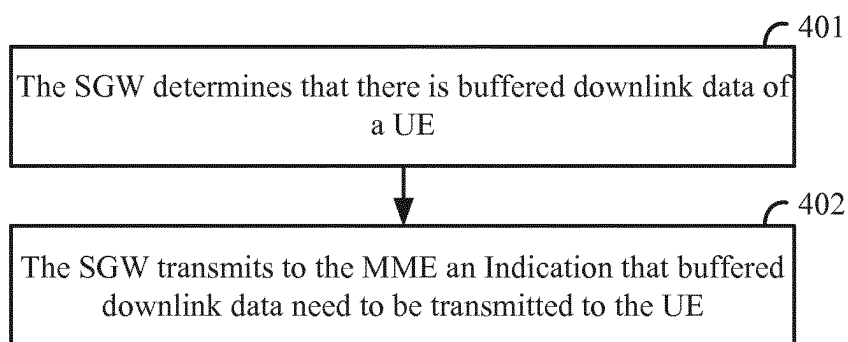 401
The SGW determines that there is buffered downlink data of
a UE
402
The SGW transmits to the MME an Indication that buffered
downlink data need to be transmitted to the UE